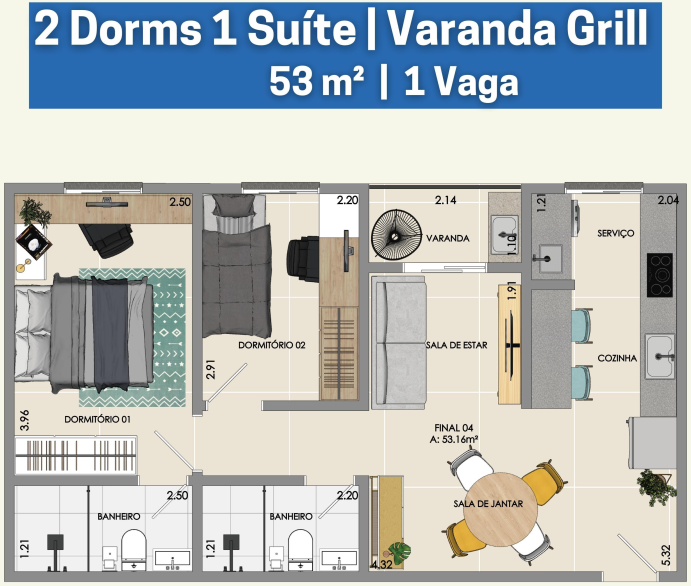 2 Dorms 1 Suíte | Varanda Grill
53 m² | 1 Vaga
2.50
2.20
2.14
1.21
2.04
VARANDA
1.10
SERVIÇO
1.91
DORMITÓRIO 02
SALA DE ESTAR
COZINHA
2.91
3.96
DORMITÓRIO 01
FINAL 04
A: 53.16m²
2.50
2.20
SALA DE JANTAR
BANHEIRO
BANHEIRO
1.21
1.21
4.32
5.32